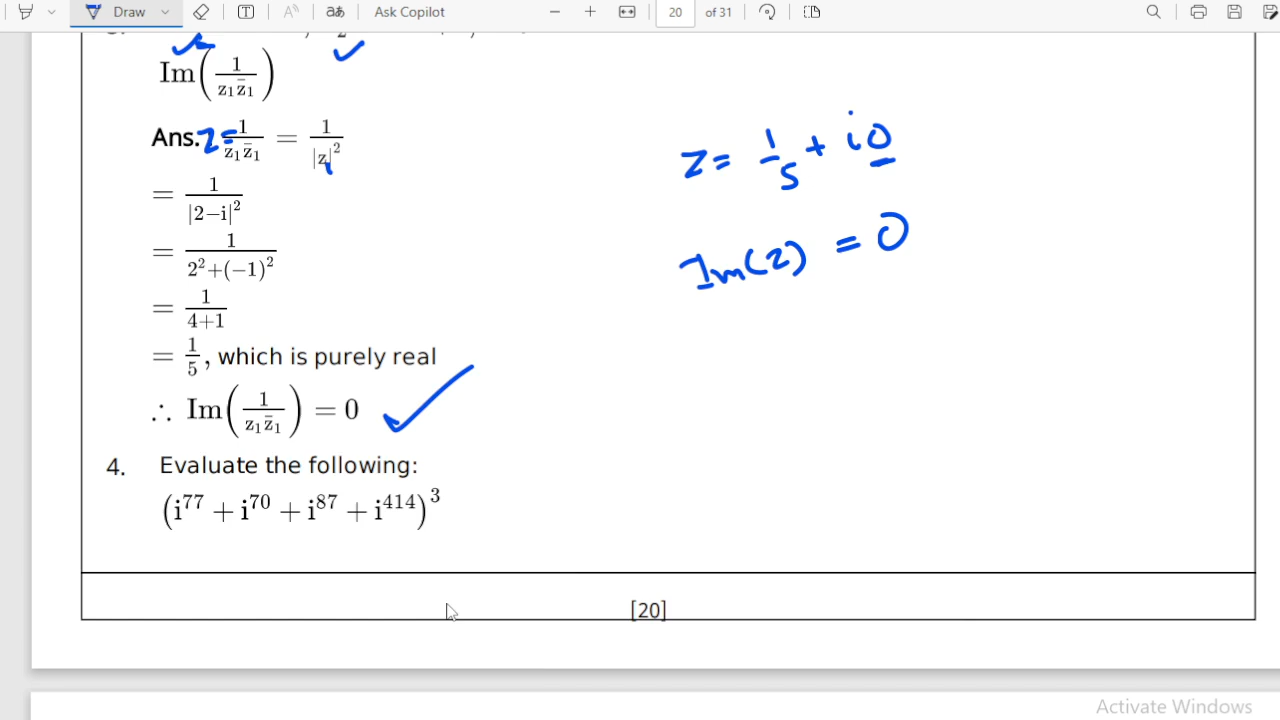 Draw Ask Copilot 20 of 31
Im(1/(z₁z̄₁))
Ans. z= 1/(z₁z̄₁) = 1/|z₁|²
= 1/|2−i|²
= 1/(2²+(−1)²)
= 1/(4+1)
= 1/5, which is purely real
∴ Im(1/(z₁z̄₁)) = 0
z = 1/5 + i0
Im(z) = 0
4. Evaluate the following:
(i⁷⁷ + i⁷⁰ + i⁸⁷ + i⁴¹⁴)³
[20]
Activate Windows